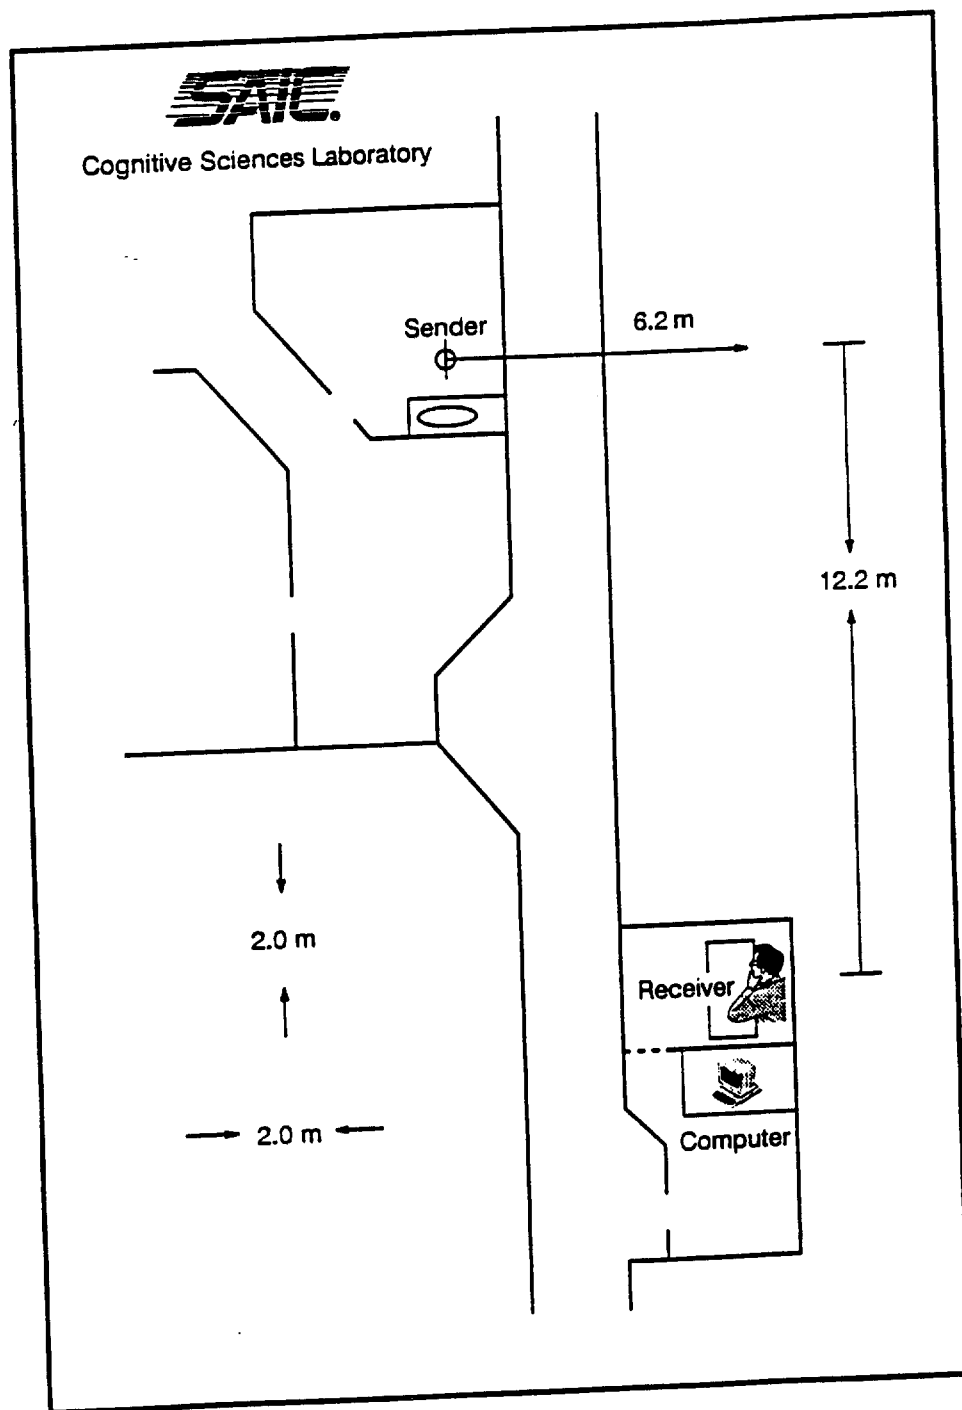 SAIC.
Cognitive Sciences Laboratory
Sender
6.2 m
12.2 m
2.0 m
Receiver
2.0 m
Computer